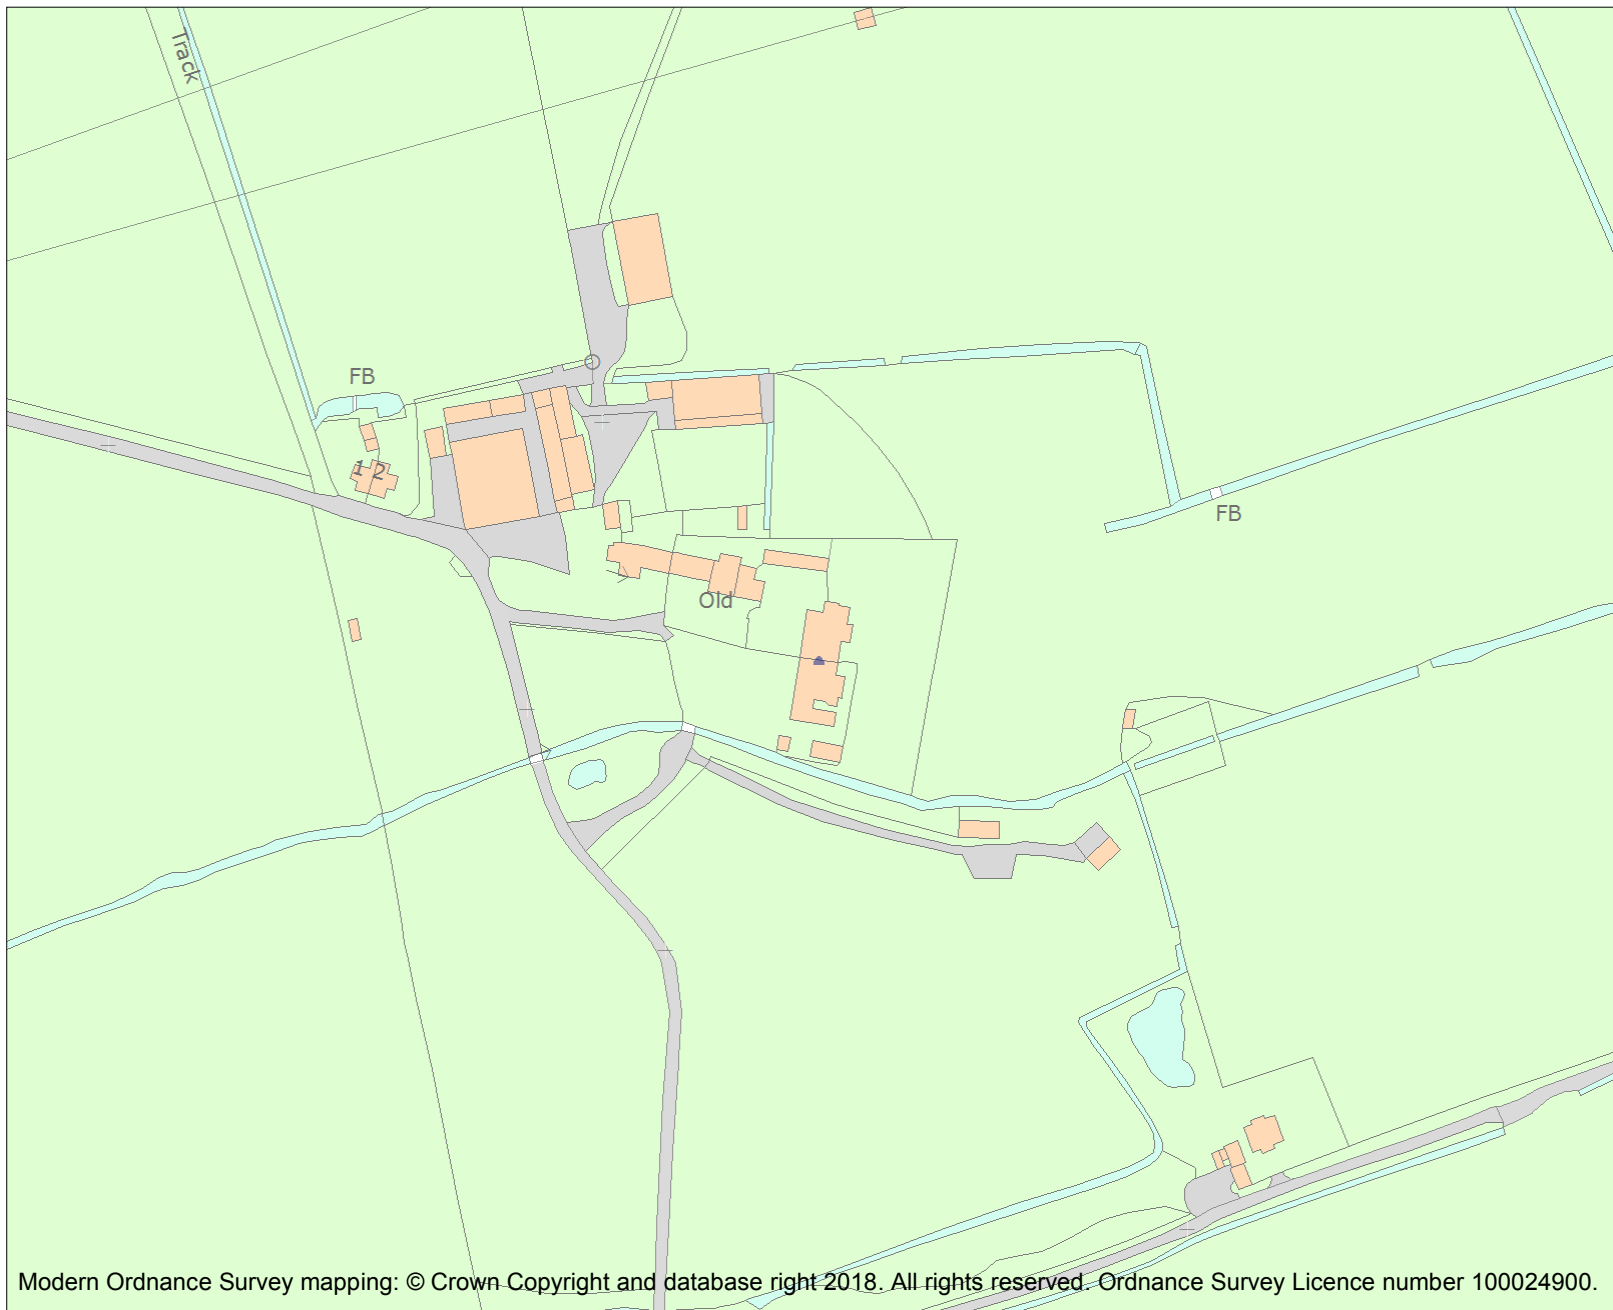 Track
FB
1 2
FB
Old
Modern Ordnance Survey mapping: © Crown Copyright and database right 2018. All rights reserved. Ordnance Survey Licence number 100024900.